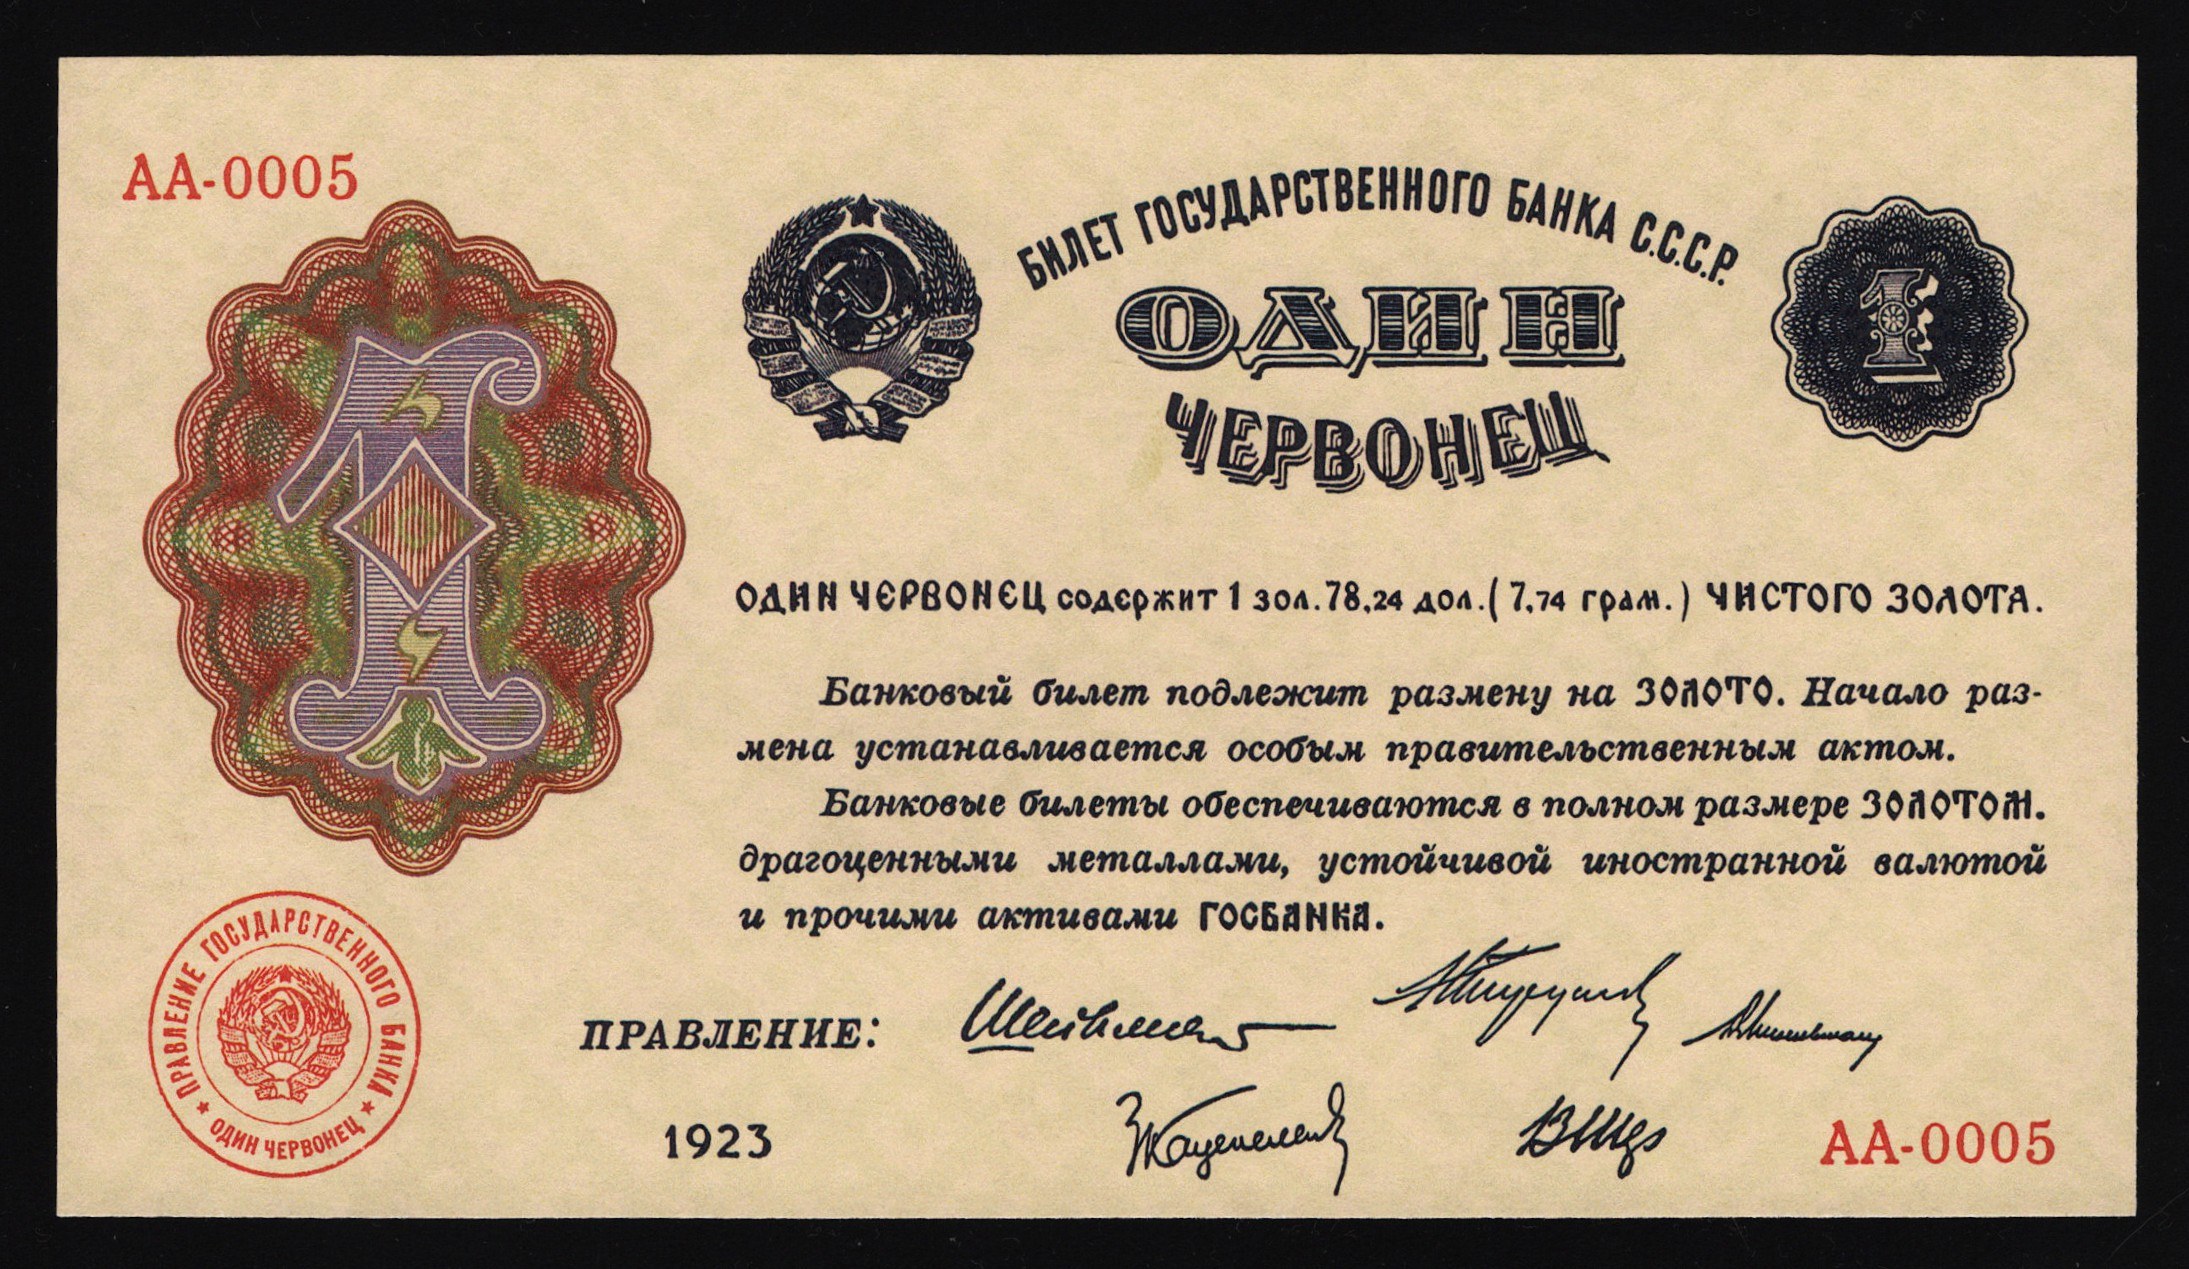 АА-0005
БИЛЕТ ГОСУДАРСТВЕННОГО БАНКА С.С.С.Р.
ОДИН
ЧЕРВОНЕЦ
1
1
ОДИН ЧЕРВОНЕЦ содержит 1 зол. 78,24 дол. (7,74 грам.) ЧИСТОГО ЗОЛОТА.
Банковый билет подлежит размену на ЗОЛОТО. Начало раз-
мена устанавливается особым правительственным актом.
Банковые билеты обеспечиваются в полном размере ЗОЛОТОМ.
драгоценными металлами, устойчивой иностранной валютой
и прочими активами ГОСБАНКА.
ПРАВЛЕНИЕ ГОСУДАРСТВЕННОГО БАНКА
ОДИН ЧЕРВОНЕЦ
ПРАВЛЕНИЕ:
1923
АА-0005